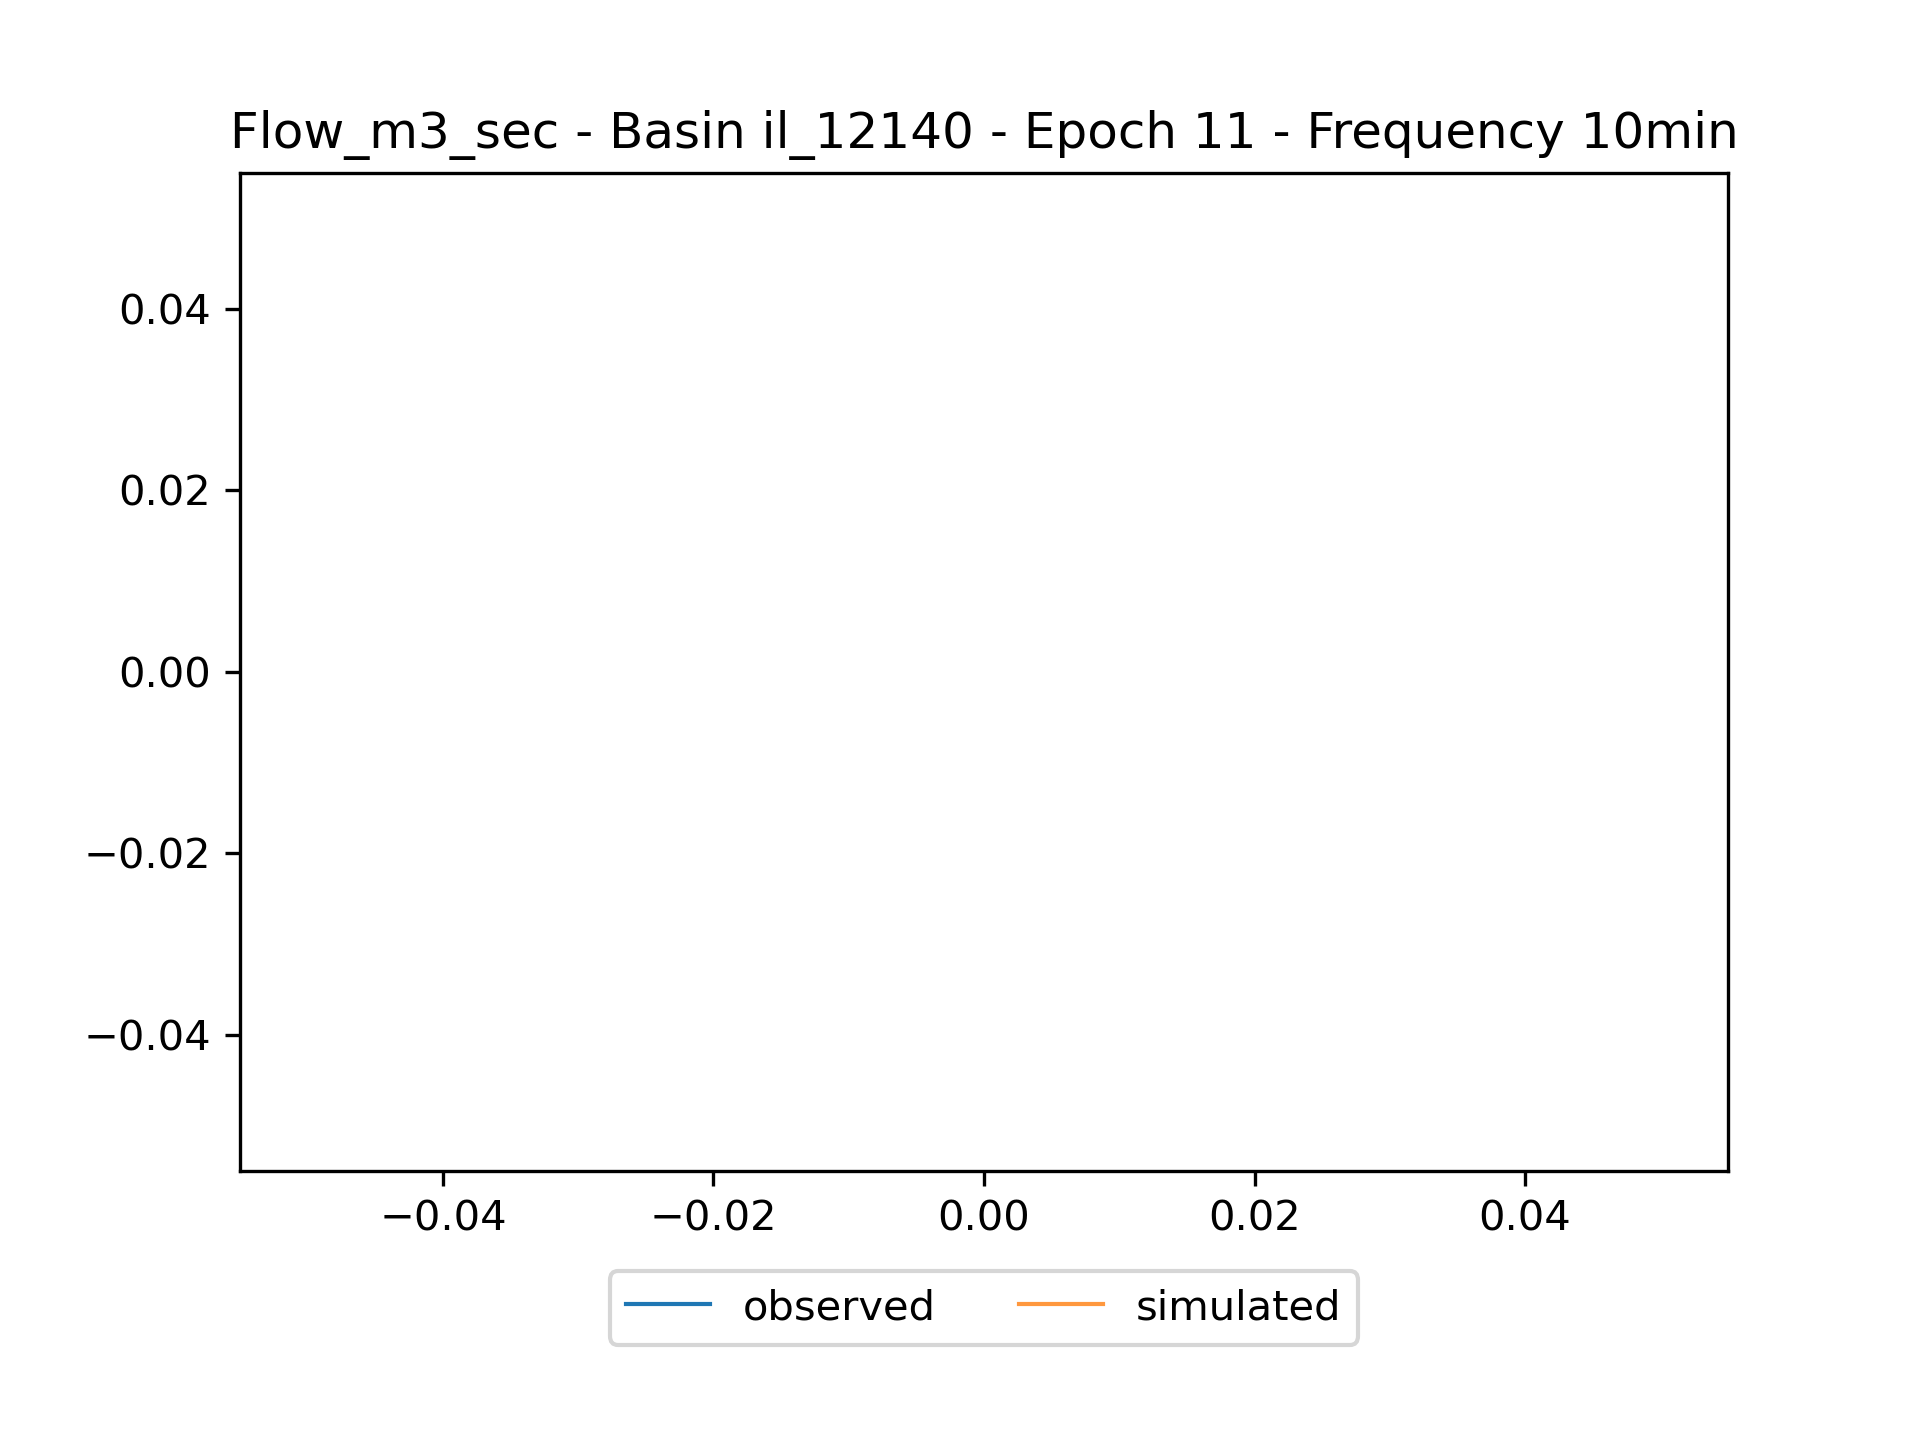 Flow_m3_sec - Basin il_12140 - Epoch 11 - Frequency 10min
0.04
0.02
0.00
−0.02
−0.04
−0.04 −0.02 0.00 0.02 0.04
observed simulated